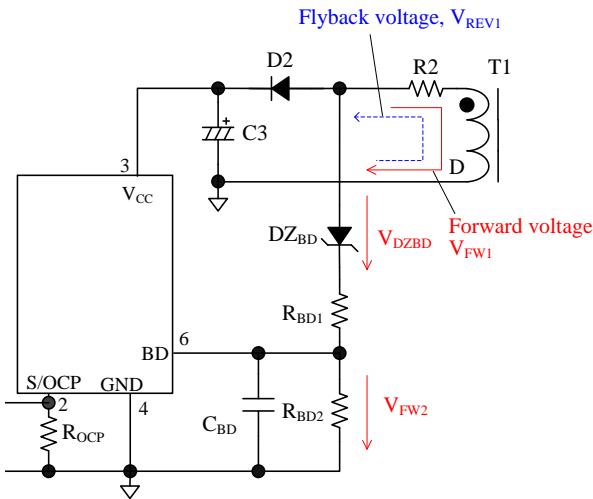 Flyback voltage, VREV1
D2
R2
T1
C3
D
3
VCC
Forward voltage
VFW1
DZBD
VDZBD
RBD1
6
BD
S/OCP
GND
2
4
ROCP
CBD
RBD2
VFW2